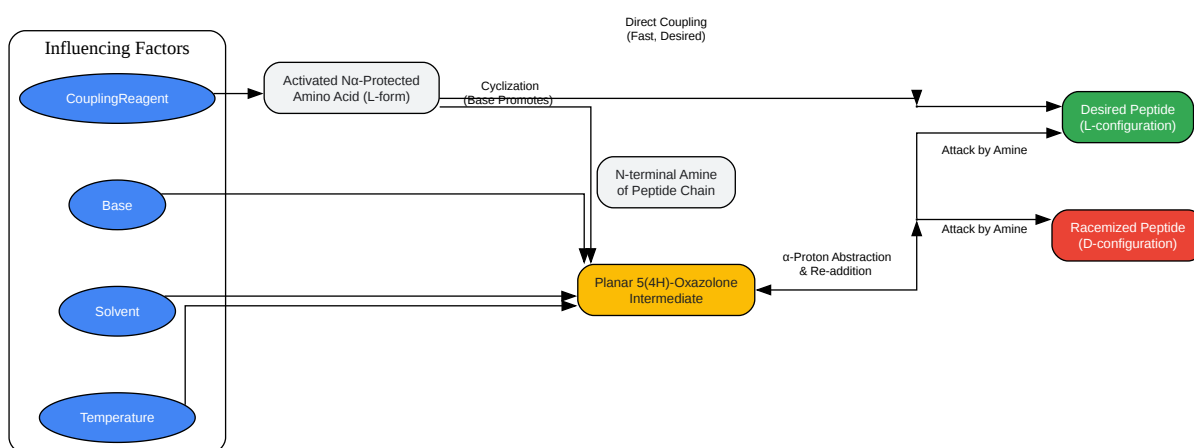 Influencing Factors
CouplingReagent
Base
Solvent
Temperature
Activated Nα-Protected
Amino Acid (L-form)
Cyclization
(Base Promotes)
Direct Coupling
(Fast, Desired)
N-terminal Amine
of Peptide Chain
Planar 5(4H)-Oxazolone
Intermediate
α-Proton Abstraction
& Re-addition
Attack by Amine
Attack by Amine
Desired Peptide
(L-configuration)
Racemized Peptide
(D-configuration)